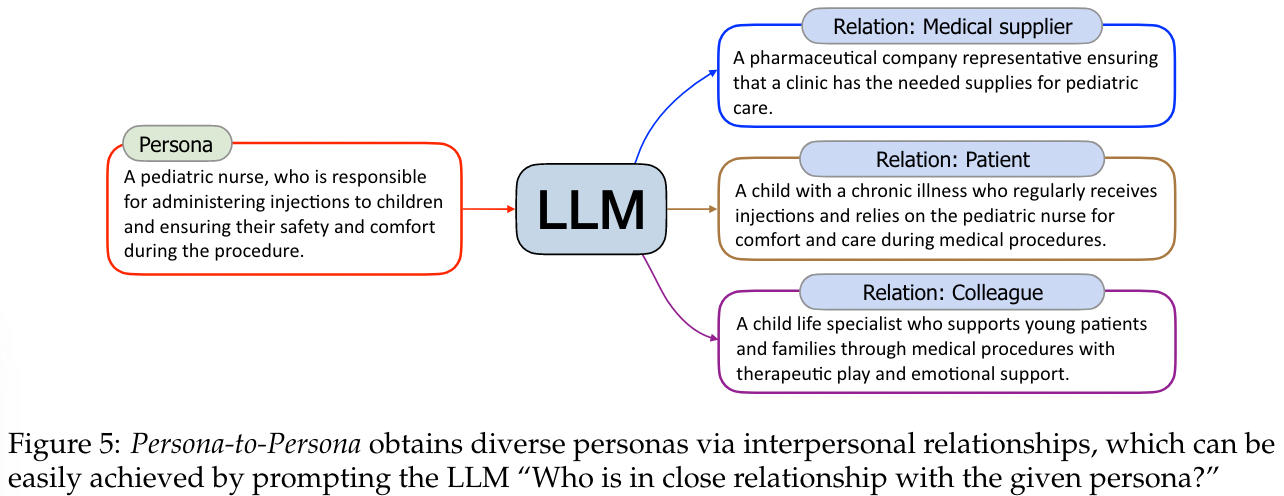 Persona
A pediatric nurse, who is responsible
for administering injections to children
and ensuring their safety and comfort
during the procedure.
LLM
Relation: Medical supplier
A pharmaceutical company representative ensuring
that a clinic has the needed supplies for pediatric
care.
Relation: Patient
A child with a chronic illness who regularly receives
injections and relies on the pediatric nurse for
comfort and care during medical procedures.
Relation: Colleague
A child life specialist who supports young patients
and families through medical procedures with
therapeutic play and emotional support.
Figure 5: Persona-to-Persona obtains diverse personas via interpersonal relationships, which can be
easily achieved by prompting the LLM “Who is in close relationship with the given persona?”